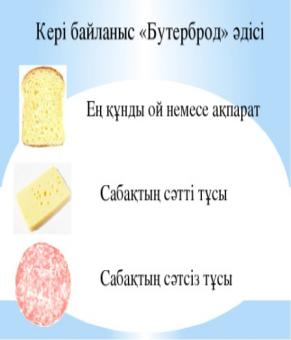 Кері байланыс «Бутерброд» әдісі
Ең құнды ой немесе ақпарат
Сабақтың сәтті тұсы
Сабақтың сәтсіз тұсы